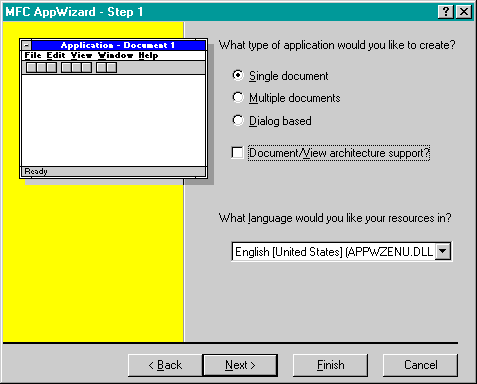 MFC AppWizard - Step 1
Application - Document 1
File Edit View Window Help
Ready
What type of application would you like to create?
Single document
Multiple documents
Dialog based
Document/View architecture support?
What language would you like your resources in?
English [United States] (APPWZENU.DLL
< Back
Next >
Finish
Cancel